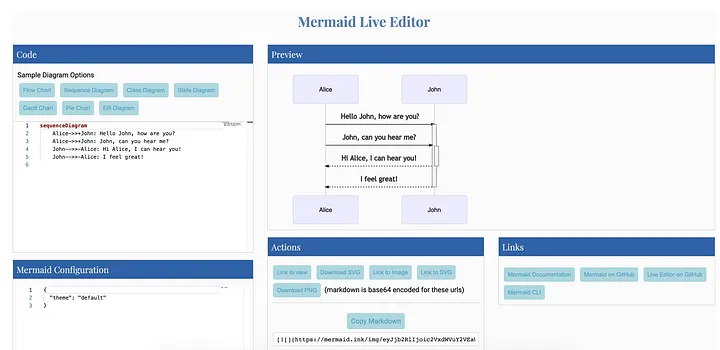 Mermaid Live Editor
Code
Sample Diagram Options
Flow Chart Sequence Diagram Class Diagram State Diagram
Gantt Chart Pie Chart ER Diagram
1 sequenceDiagram
2 Alice->>+John: Hello John, how are you?
3 Alice->>+John: John, can you hear me?
4 John-->>-Alice: Hi Alice, I can hear you!
5 John-->>-Alice: I feel great!
6
Mermaid Configuration
1 {
2 "theme": "default"
3 }
Preview
Alice John
Hello John, how are you?
John, can you hear me?
Hi Alice, I can hear you!
I feel great!
Alice John
Actions
Link to view Download SVG Link to Image Link to SVG
Download PNG (markdown is base64 encoded for these urls)
Copy Markdown
[![](https://mermaid.ink/img/
Links
Mermaid Documentation Mermaid on GitHub Live Editor on GitHub
Mermaid CLI